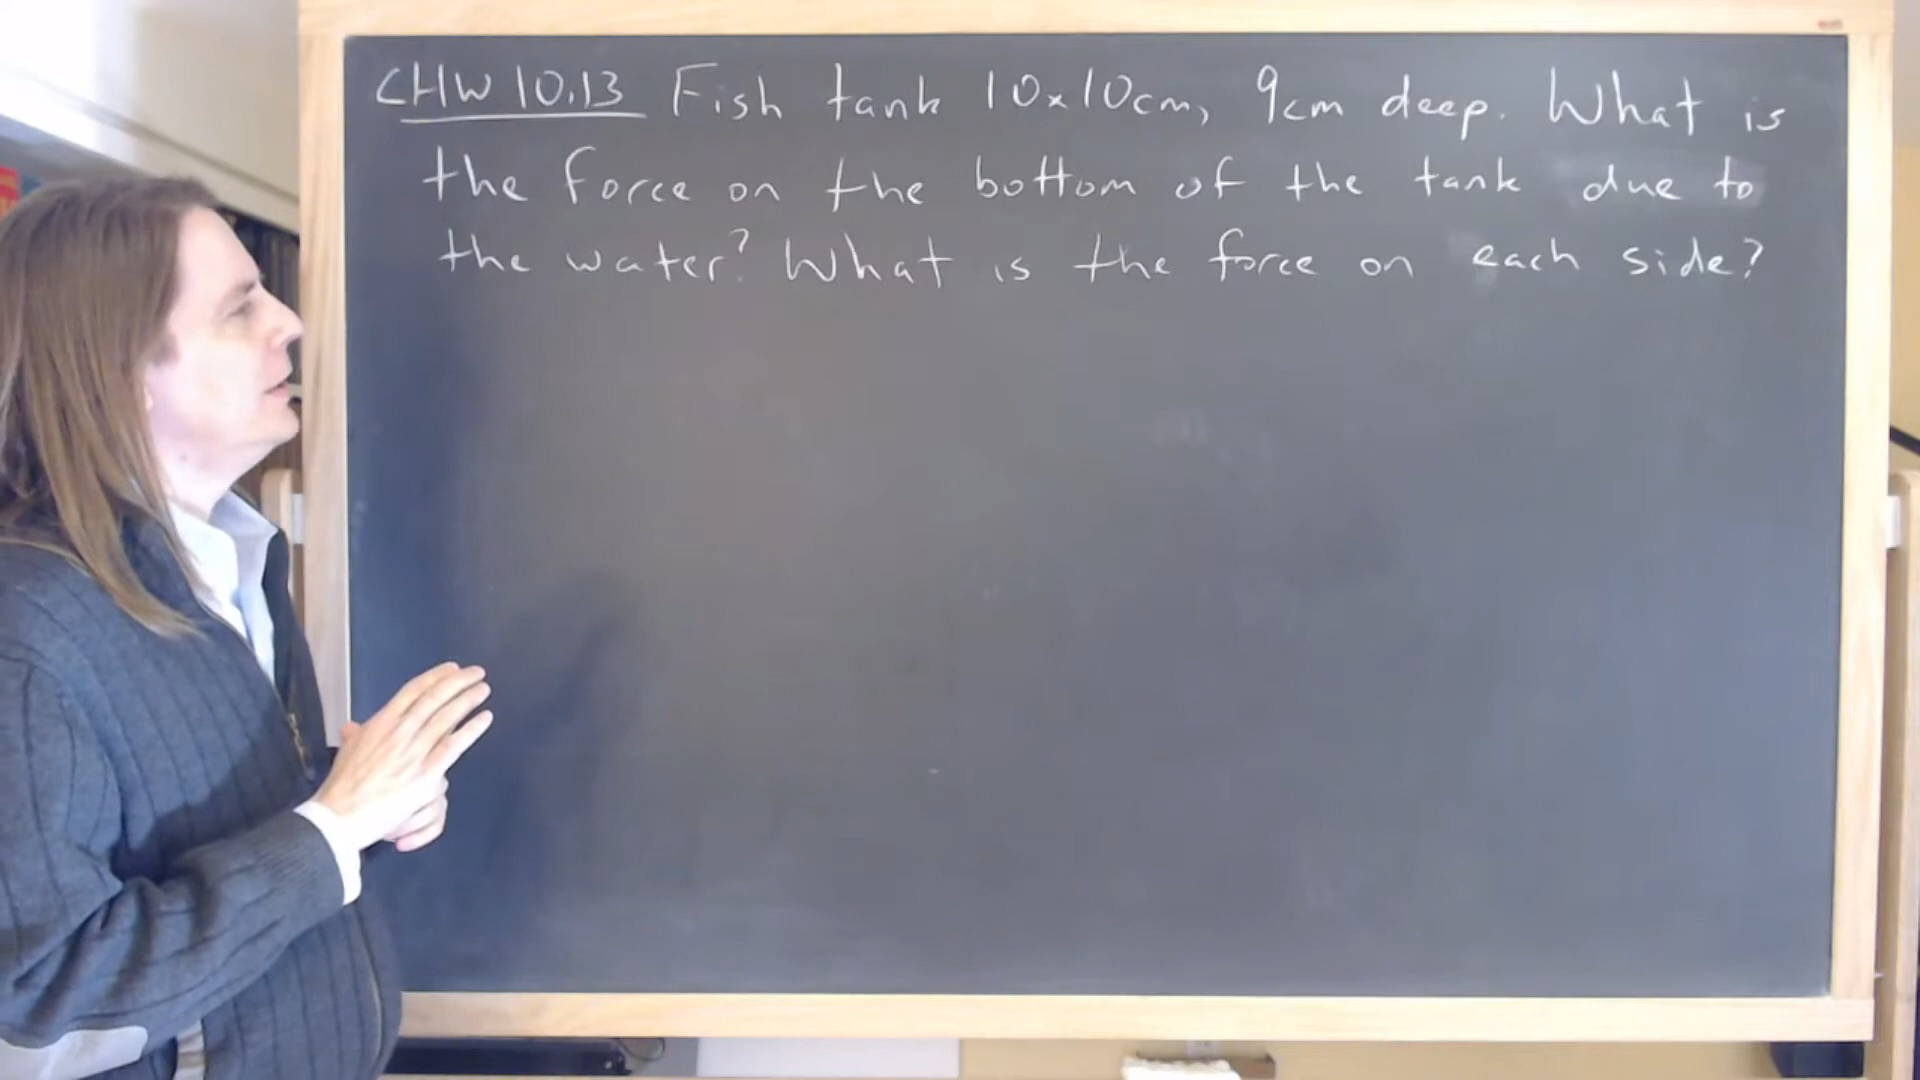 CHW 10.13 Fish tank 10x10cm, 9cm deep. What is
the force on the bottom of the tank due to
the water? What is the force on each side?